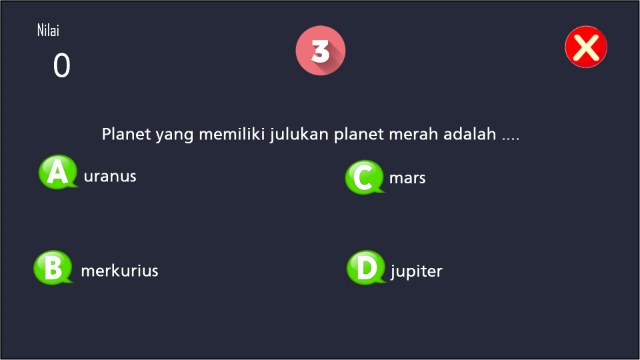 Nilai
0
3
Planet yang memiliki julukan planet merah adalah ....
A uranus
C mars
B merkurius
D jupiter